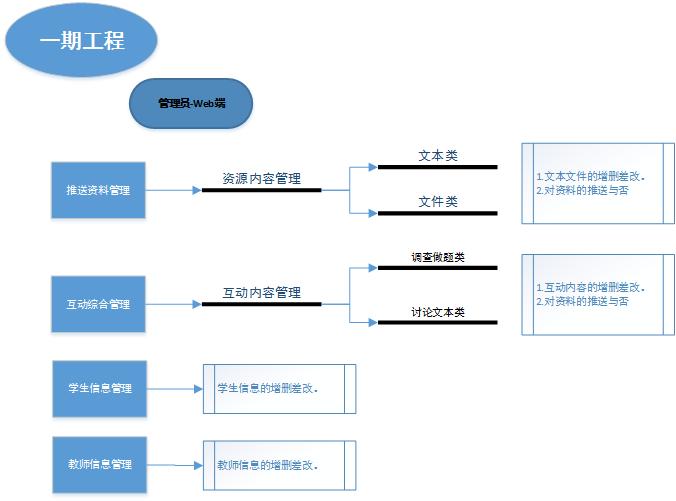 一期工程
管理员-Web端
推送资料管理
资源内容管理
文本类
文件类
1.文本文件的增删差改。
2.对资料的推送与否
互动综合管理
互动内容管理
调查做题类
讨论文本类
1.互动内容的增删差改。
2.对资料的推送与否
学生信息管理
学生信息的增删差改。
教师信息管理
教师信息的增删差改。